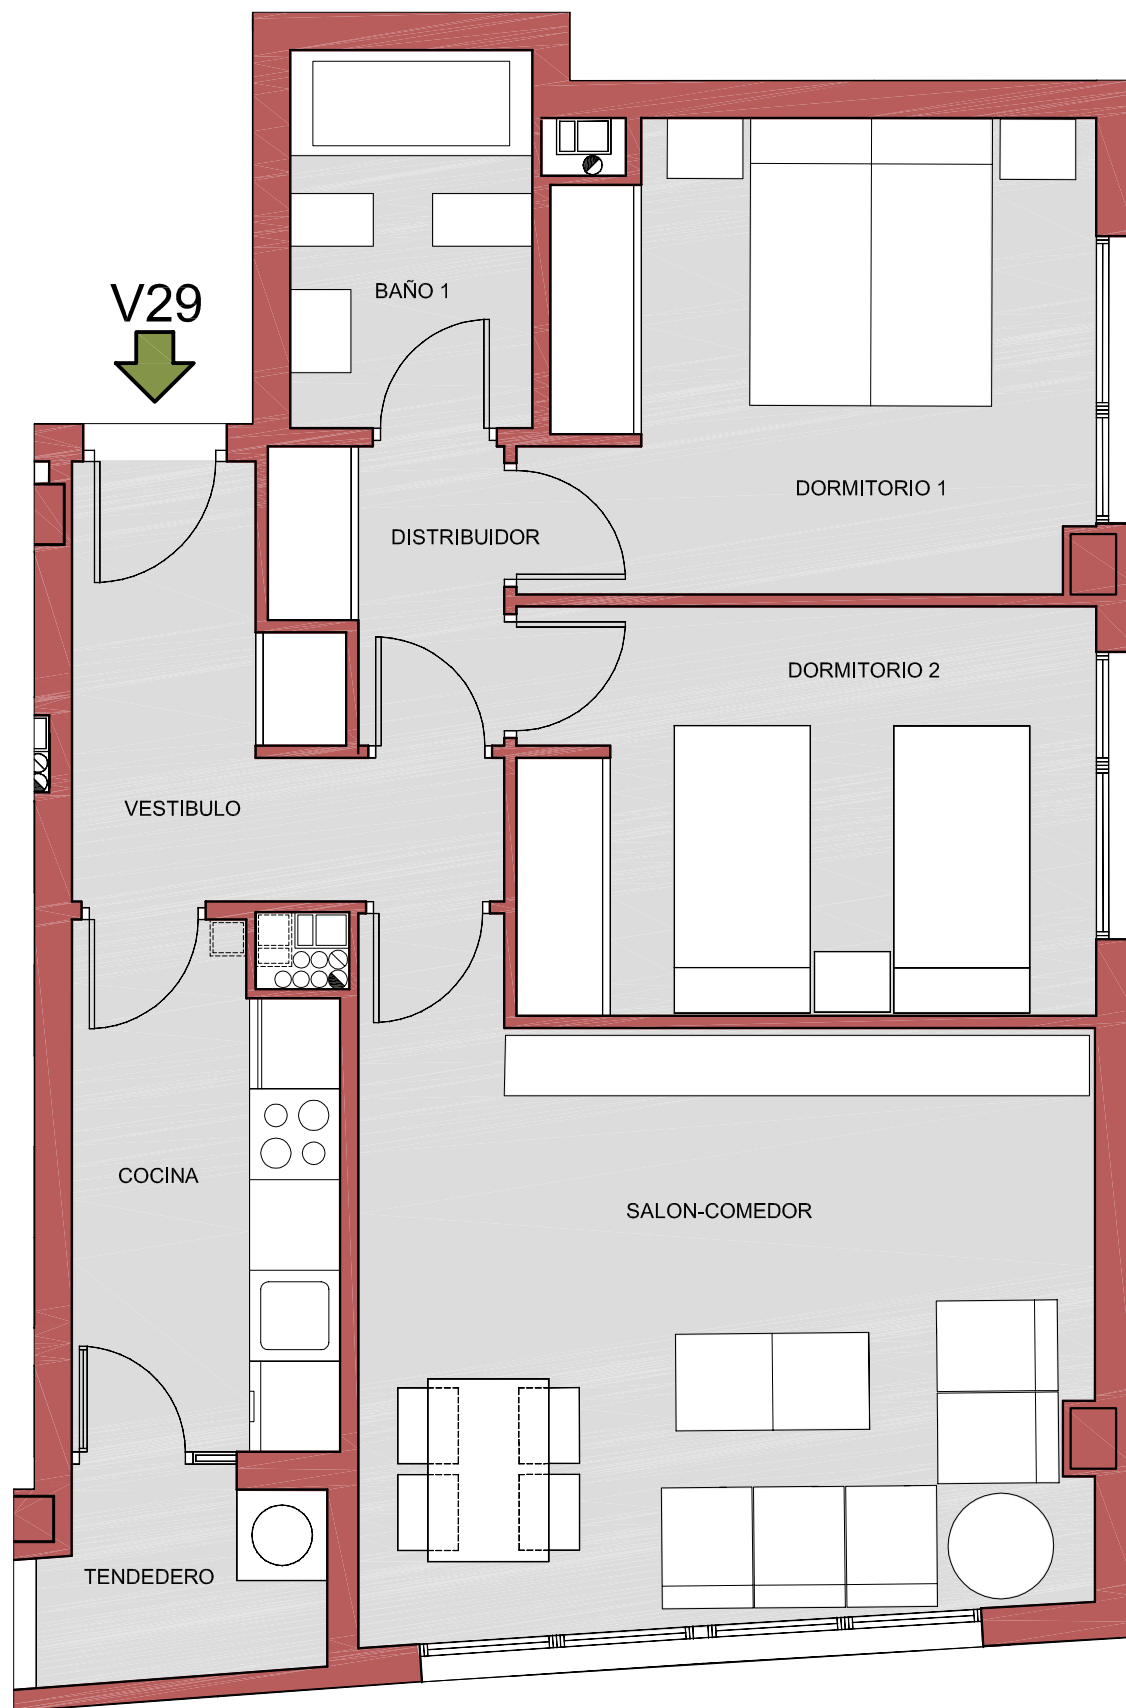 BAÑO 1
V29
DORMITORIO 1
DISTRIBUIDOR
DORMITORIO 2
VESTIBULO
COCINA
SALON-COMEDOR
TENDEDERO